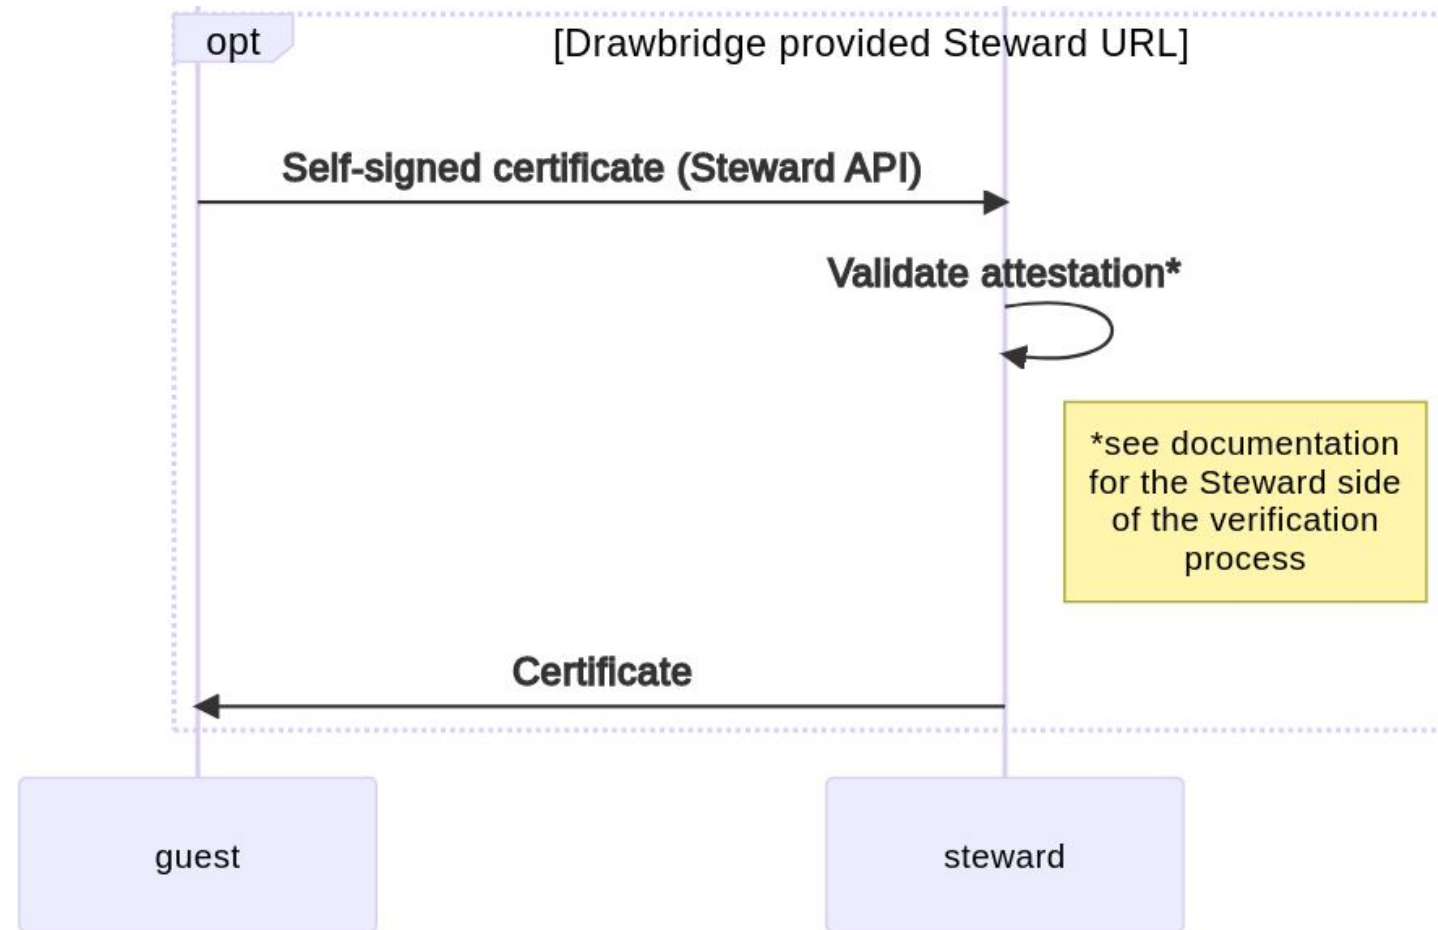 opt
[Drawbridge provided Steward URL]
Self-signed certificate (Steward API)
Validate attestation*
*see documentation
for the Steward side
of the verification
process
Certificate
guest
steward